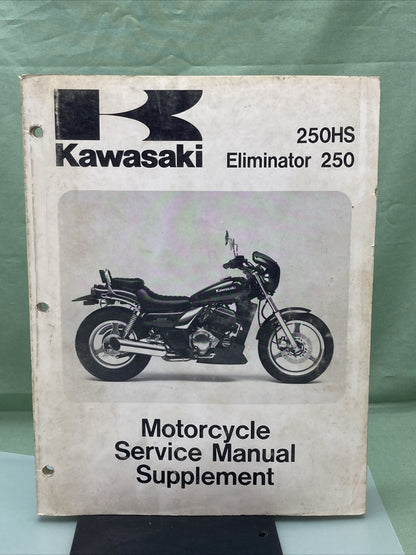 250HS
Kawasaki
Eliminator 250
Kawasaki
Motorcycle
Service Manual
Supplement